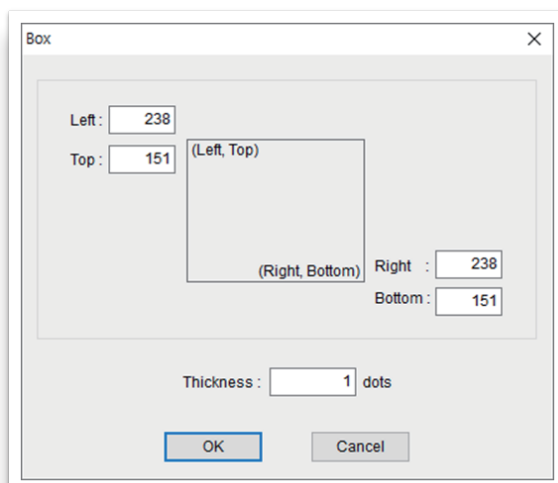 Box
Left : 238
Top : 151
(Left, Top)
(Right, Bottom)
Right : 238
Bottom : 151
Thickness : 1 dots
OK Cancel